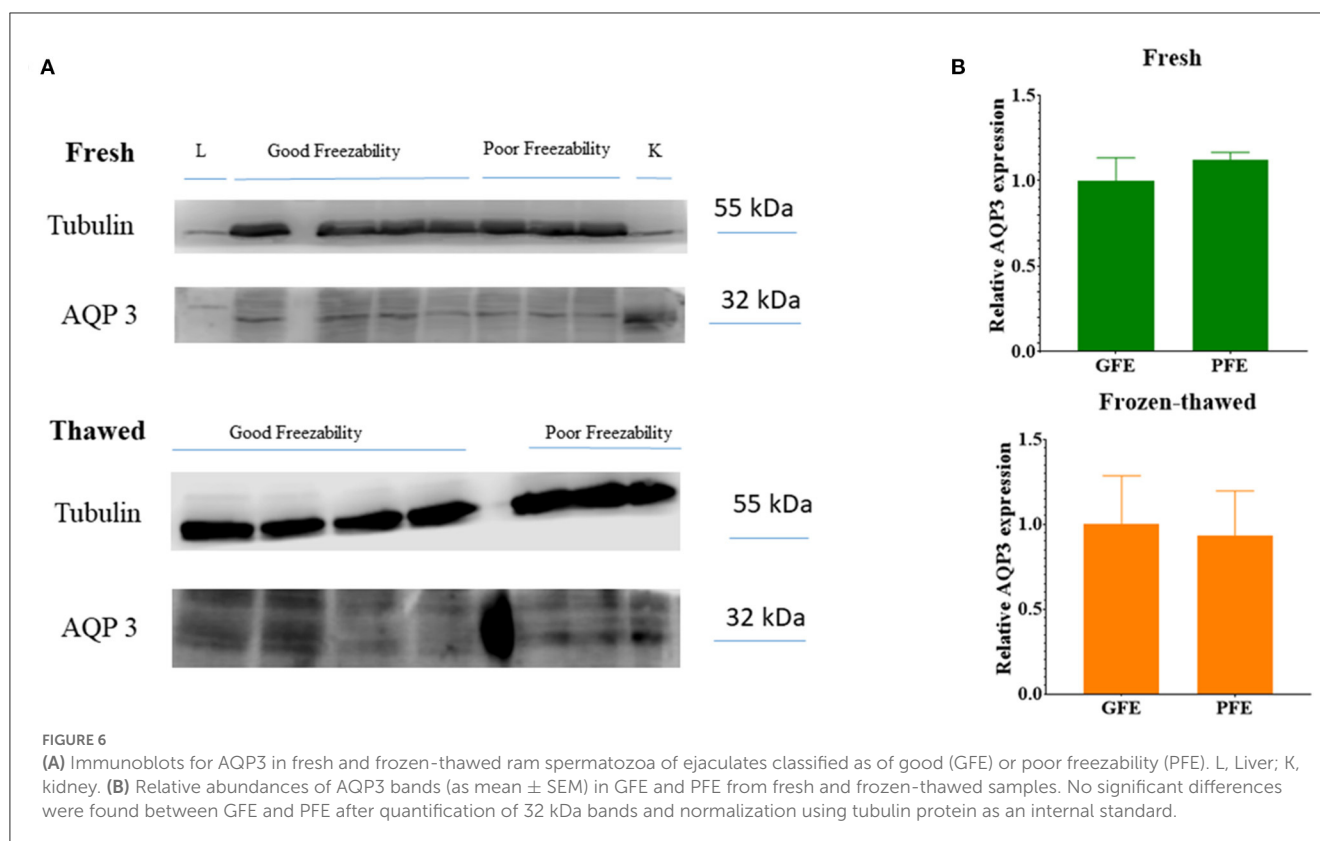 A
Fresh
L
Good Freezability
Poor Freezability
K
Tubulin
55 kDa
AQP 3
32 kDa
Thawed
Good Freezability
Poor Freezability
Tubulin
55 kDa
AQP 3
32 kDa
B
Fresh
Relative AQP3 expression
1.5
1.0
0.5
0.0
GFE
PFE
Frozen-thawed
Relative AQP3 expression
1.5
1.0
0.5
0.0
GFE
PFE
FIGURE 6
(A) Immunoblots for AQP3 in fresh and frozen-thawed ram spermatozoa of ejaculates classified as of good (GFE) or poor freezability (PFE). L, Liver; K,
kidney. (B) Relative abundances of AQP3 bands (as mean ± SEM) in GFE and PFE from fresh and frozen-thawed samples. No significant differences
were found between GFE and PFE after quantification of 32 kDa bands and normalization using tubulin protein as an internal standard.